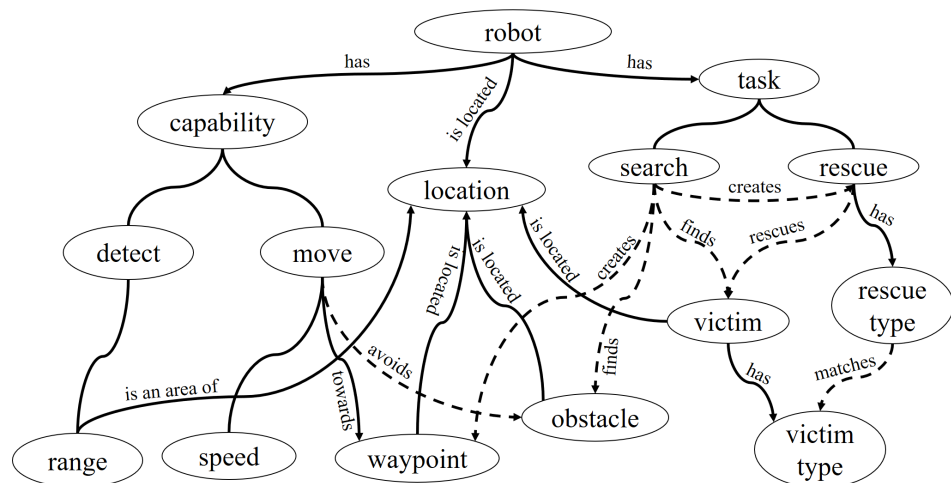 robot
has
has
task
capability
is located
search
creates
rescue
location
has
detect
move
is located
is located
is located
creates
finds
rescues
rescue
type
victim
avoids
finds
has
matches
is an area of
towards
obstacle
range
speed
waypoint
victim
type